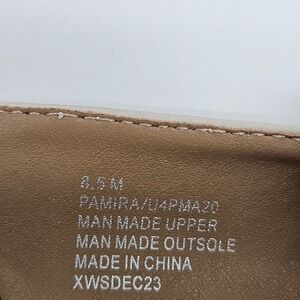 8.5 M
PAMIRA/U4PMA20
MAN MADE UPPER
MAN MADE OUTSOLE
MADE IN CHINA
XWSDEC23